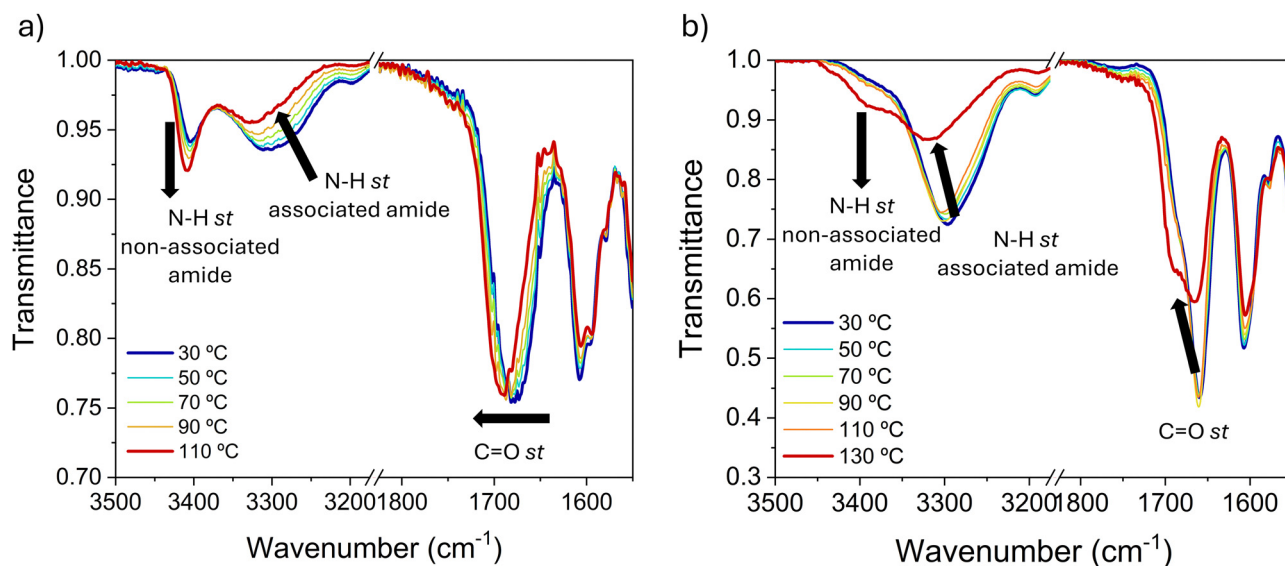 a)
Transmittance
1.00
0.95
0.90
0.85
0.80
0.75
0.70
N-H st
non-associated
amide
N-H st
associated amide
30 ºC
50 ºC
70 ºC
90 ºC
110 ºC
C=O st
3500 3400 3300 3200 1800 1700 1600
Wavenumber (cm-1)
b)
Transmittance
1.0
0.9
0.8
0.7
0.6
0.5
0.4
0.3
N-H st
non-associated
amide
N-H st
associated amide
30 ºC
50 ºC
70 ºC
90 ºC
110 ºC
130 ºC
C=O st
3500 3400 3300 3200 1800 1700 1600
Wavenumber (cm-1)